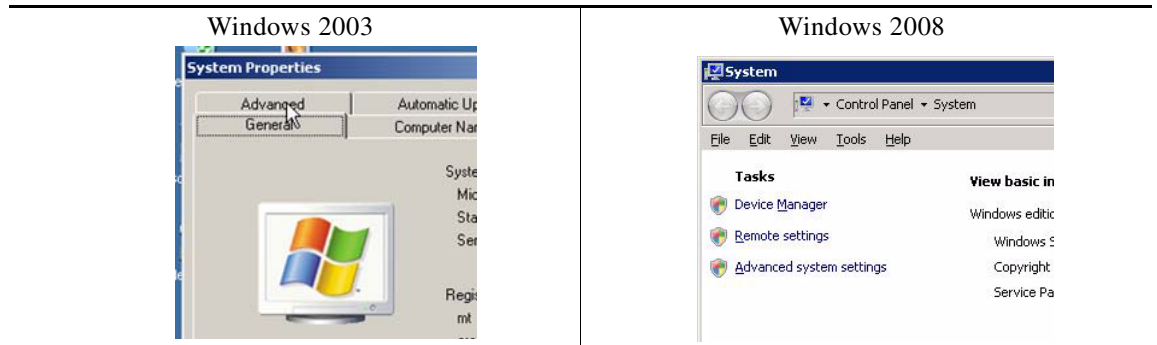 Windows 2003
Windows 2008
System Properties
Advanced
Automatic Up
General
Computer Nar
Syste
Mic
Sta
Ser
Regis
mt
System
Control Panel System
File Edit View Tools Help
Tasks
View basic in
Device Manager
Windows editic
Remote settings
Windows S
Advanced system settings
Copyright
Service Pa